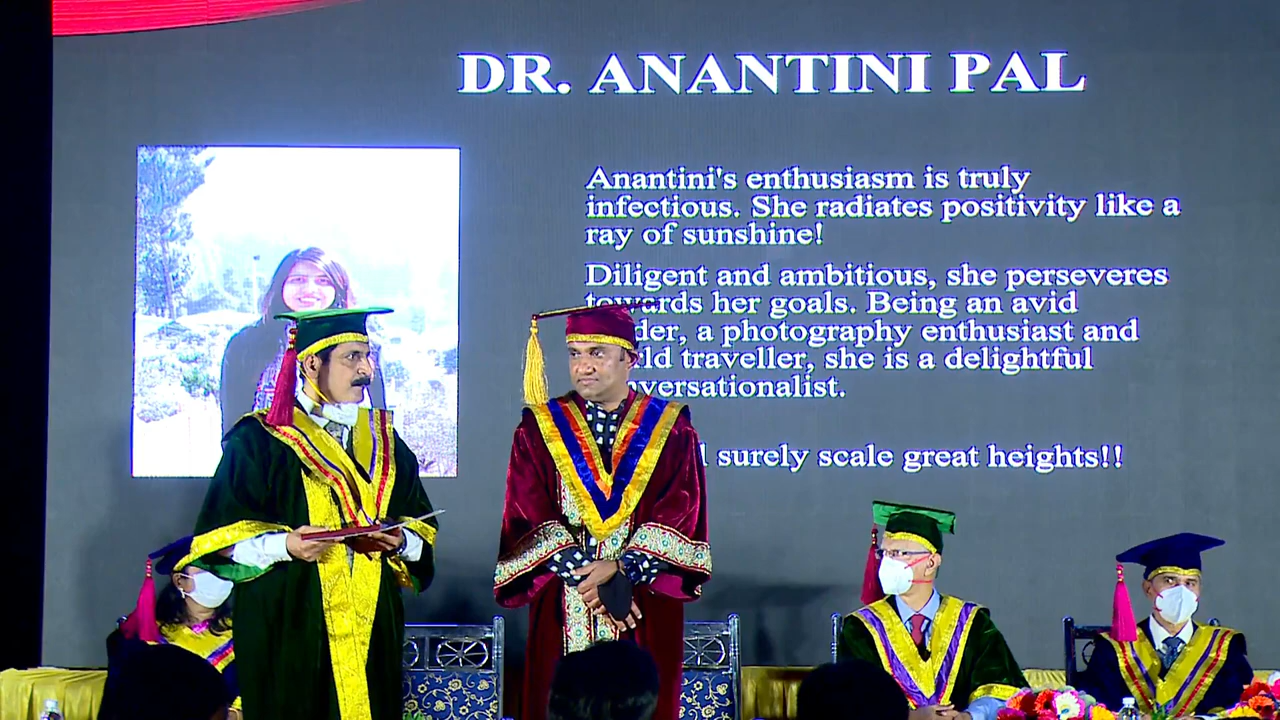 DR. ANANTINI PAL
Anantini's enthusiasm is truly
infectious. She radiates positivity like a
ray of sunshine!
Diligent and ambitious, she perseveres
towards her goals. Being an avid
a photography enthusiasm and
traveller, she is a delightful
surely scale great heights!!